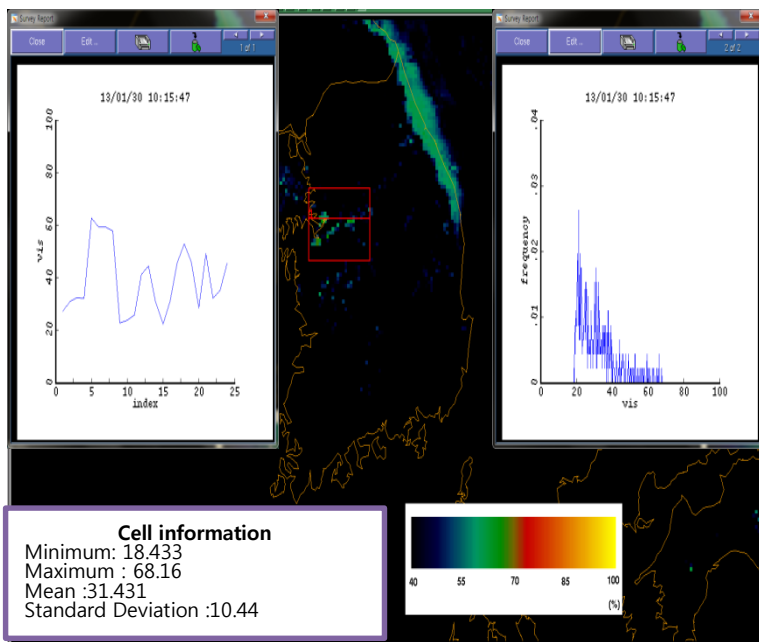 Survey Report
Close
Edit ..
1 of 1
13/01/30 10:15:47
100
80
60
vis
40
20
0
0 5 10 15 20 25
index
Survey Report
Close
Edit ..
2 of 2
13/01/30 10:15:47
.04
.03
frequency
.02
.01
0
0 20 40 60 80 100
vis
Cell information
Minimum: 18.433
Maximum : 68.16
Mean :31.431
Standard Deviation :10.44
40 55 70 85 100
(%)